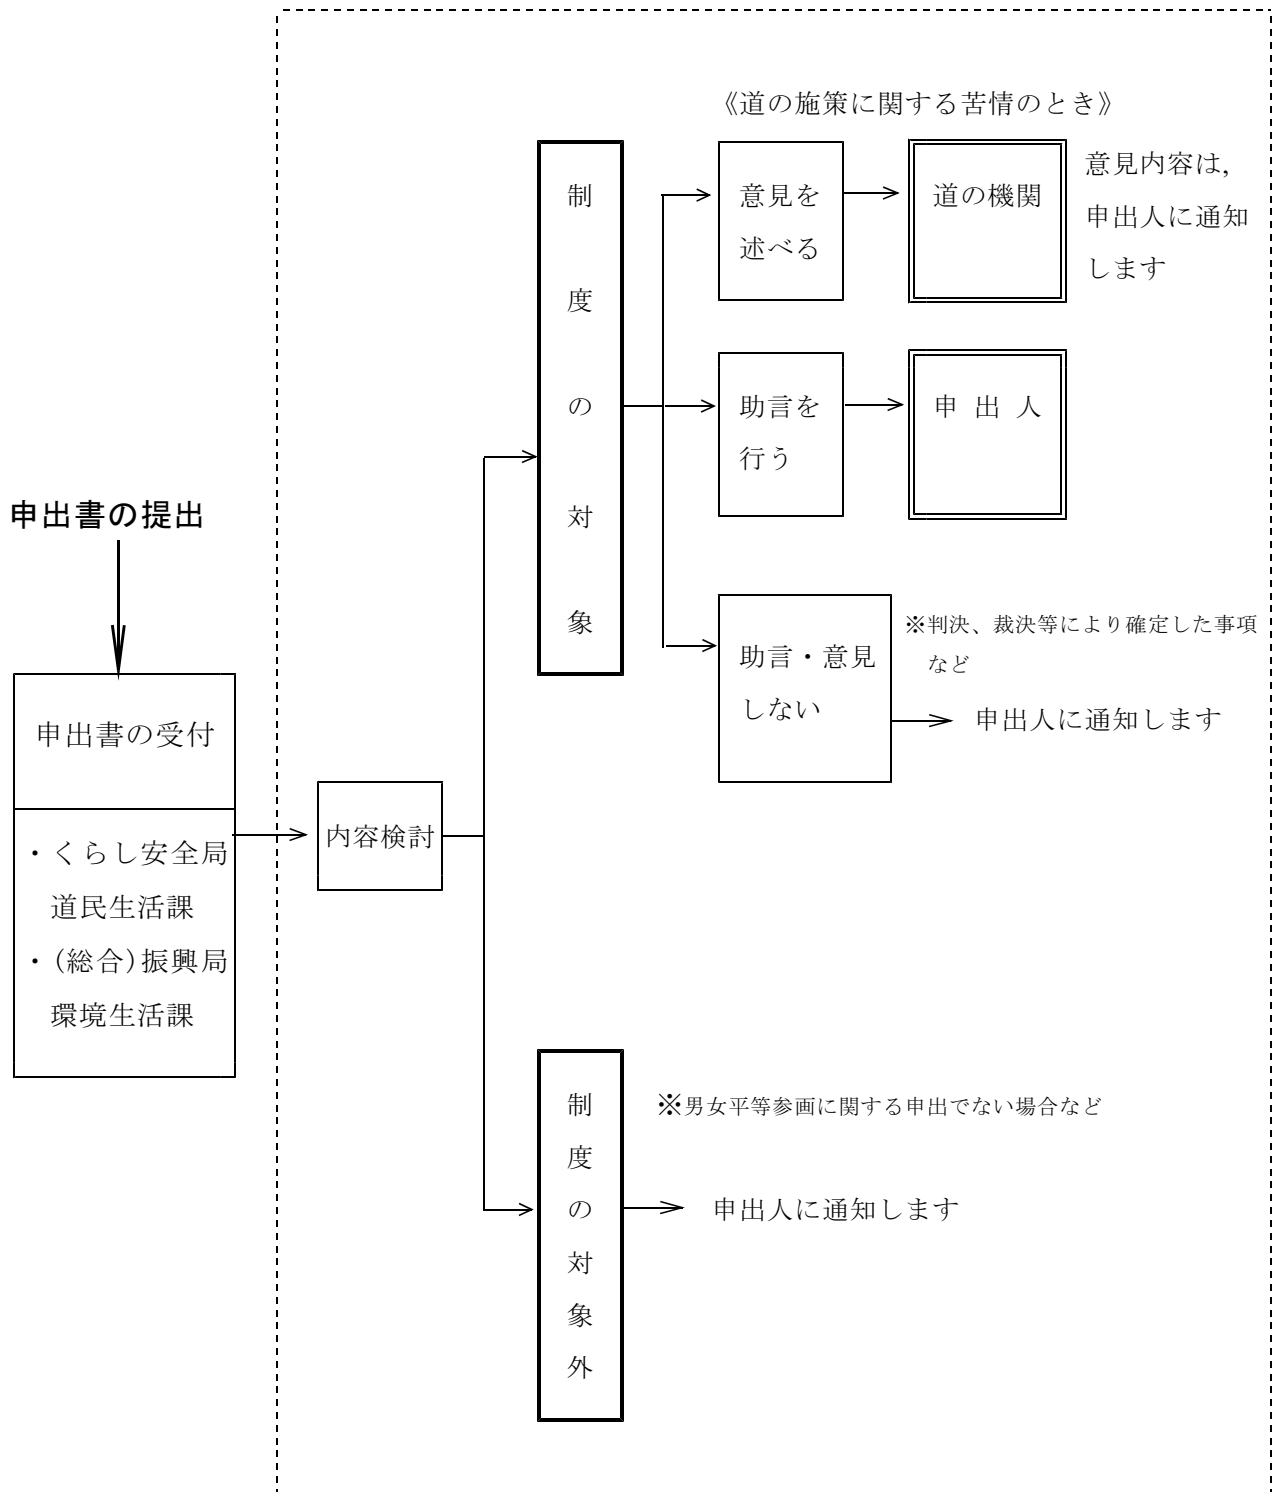 申出書の提出
申出書の受付
・くらし安全局
道民生活課
・(総合)振興局
環境生活課
内容検討
制度の対象
《道の施策に関する苦情のとき》
意見を
述べる
道の機関
意見内容は,
申出人に通知
します
助言を
行う
申 出 人
助言・意見
しない
※判決、裁決等により確定した事項
など
申出人に通知します
制度の対象外
※男女平等参画に関する申出でない場合など
申出人に通知します